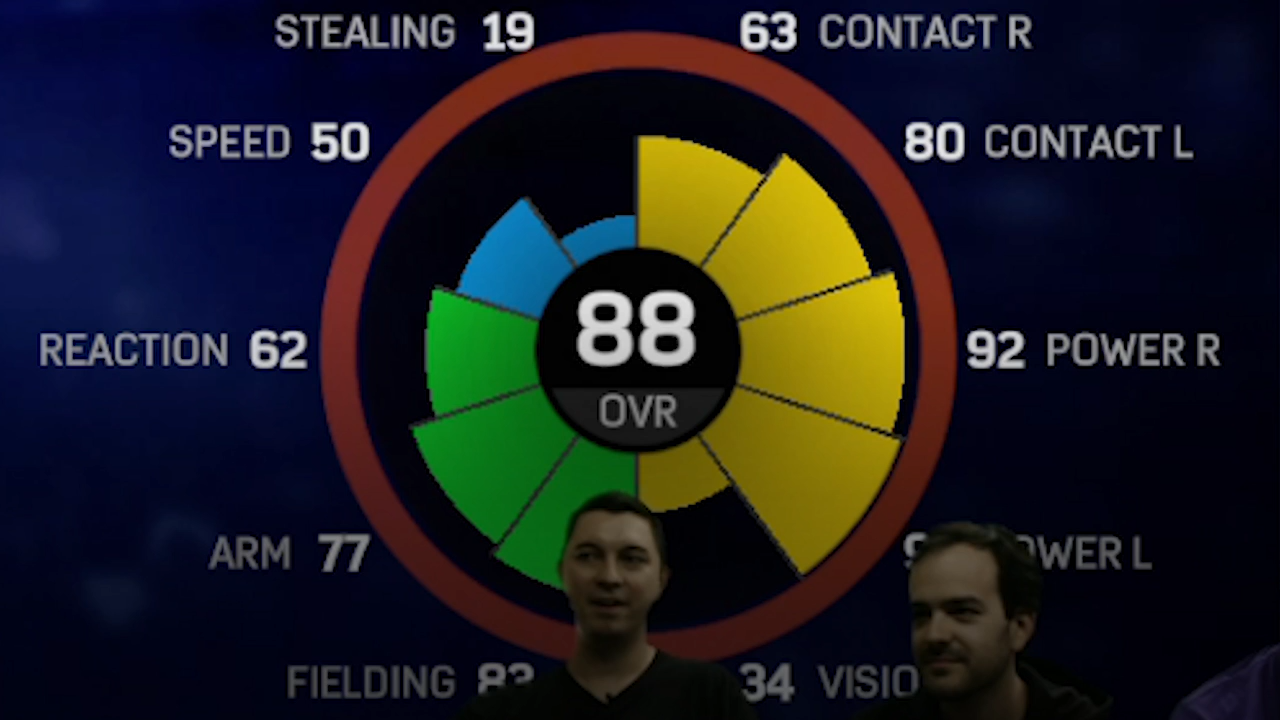 STEALING 19 63 CONTACT R
SPEED 50 80 CONTACT L
88
REACTION 62 92 POWER R
OVR
ARM 77
FIELDING 34